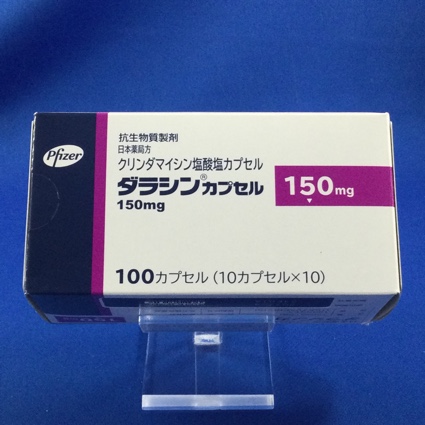 Pfizer
抗生物質製剤
日本薬局方
クリンダマイシン塩酸塩カプセル
ダラシン®カプセル
150mg
150mg
100カプセル（10カプセル×10）